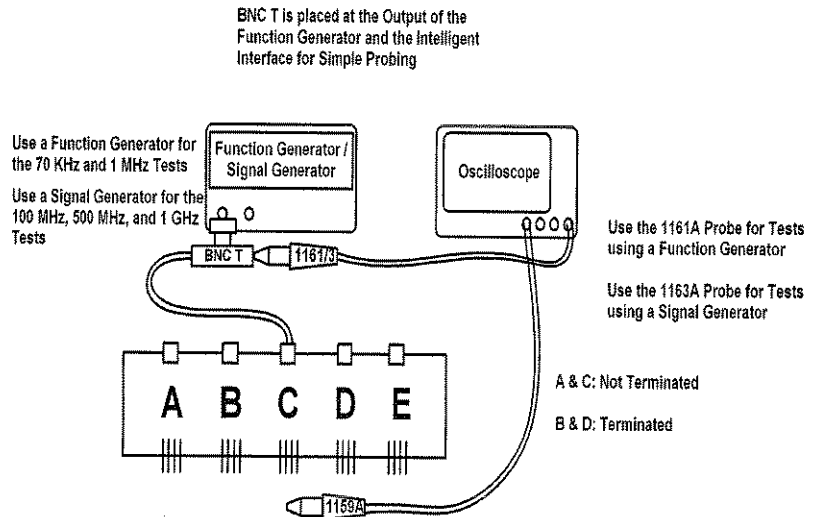 BNC T is placed at the Output of the
Function Generator and the Intelligent
Interface for Simple Probing
Use a Function Generator for
the 70 KHz and 1 MHz Tests
Use a Signal Generator for the
100 MHz, 500 MHz, and 1 GHz
Tests
Function Generator /
Signal Generator
Oscilloscope
BNC T
1161/3
Use the 1161A Probe for Tests
using a Function Generator
Use the 1163A Probe for Tests
using a Signal Generator
A B C D E
A & C: Not Terminated
B & D: Terminated
1159A